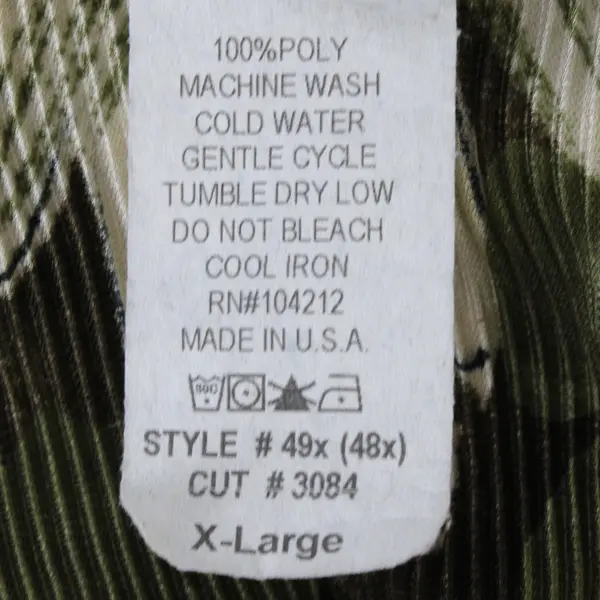 100%POLY
MACHINE WASH
COLD WATER
GENTLE CYCLE
TUMBLE DRY LOW
DO NOT BLEACH
COOL IRON
RN#104212
MADE IN U.S.A.
STYLE # 49x (48x)
CUT # 3084
X-Large